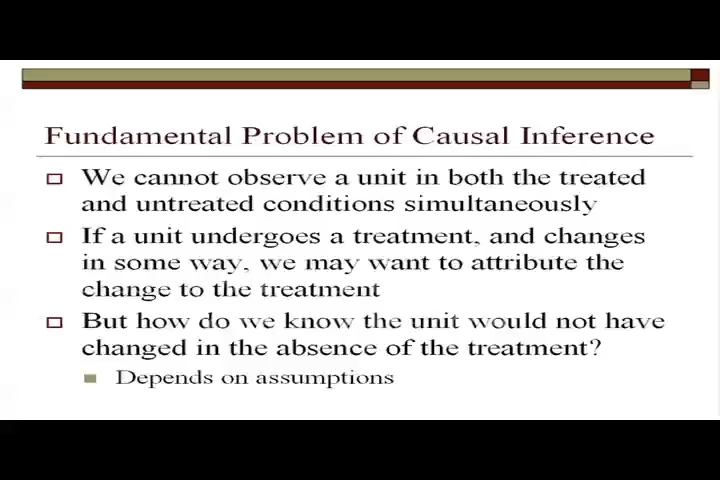 Fundamental Problem of Causal Inference
We cannot observe a unit in both the treated
and untreated conditions simultaneously
If a unit undergoes a treatment, and changes
in some way, we may want to attribute the
change to the treatment
But how do we know the unit would not have
changed in the absence of the treatment?
Depends on assumptions